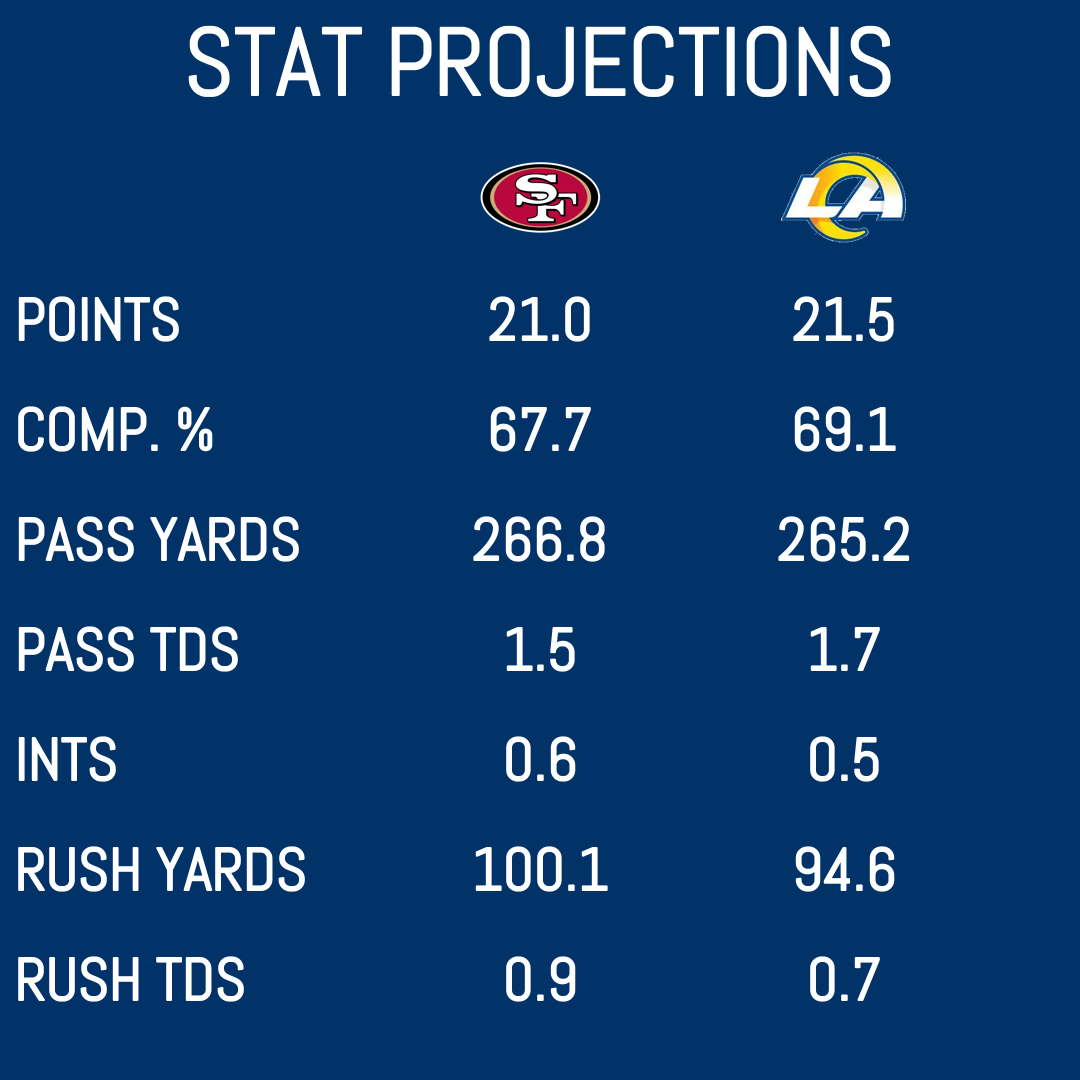 STAT PROJECTIONS
SF LA
POINTS 21.0 21.5
COMP. % 67.7 69.1
PASS YARDS 266.8 265.2
PASS TDS 1.5 1.7
INTS 0.6 0.5
RUSH YARDS 100.1 94.6
RUSH TDS 0.9 0.7